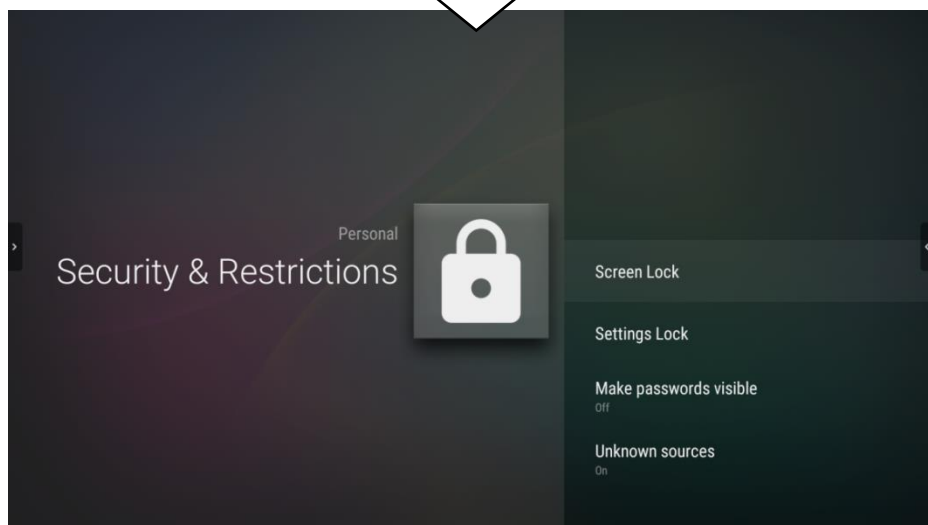 Personal
Security & Restrictions
Screen Lock
Settings Lock
Make passwords visible
Off
Unknown sources
On